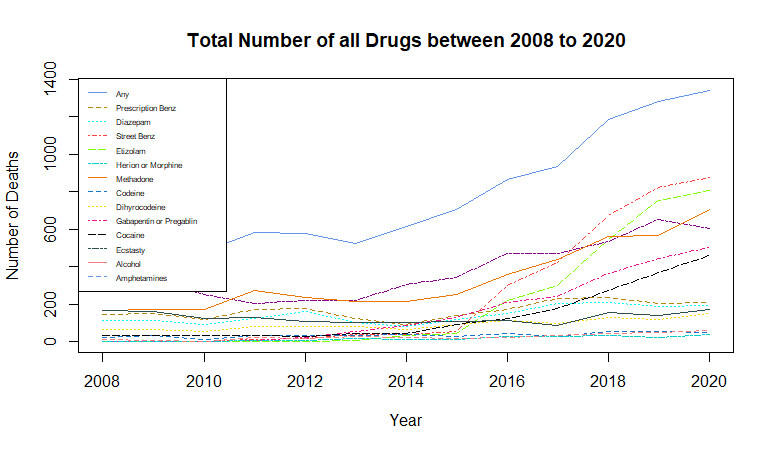 Total Number of all Drugs between 2008 to 2020
Number of Deaths
1400
1000
600
200
0
Any
Prescription Benz
Diazepam
Street Benz
Etizolam
Herion or Morphine
Methadone
Codeine
Dihyrocodeine
Gabapentin or Pregablin
Cocaine
Ecstasty
Alcohol
Amphetamines
2008 2010 2012 2014 2016 2018 2020
Year